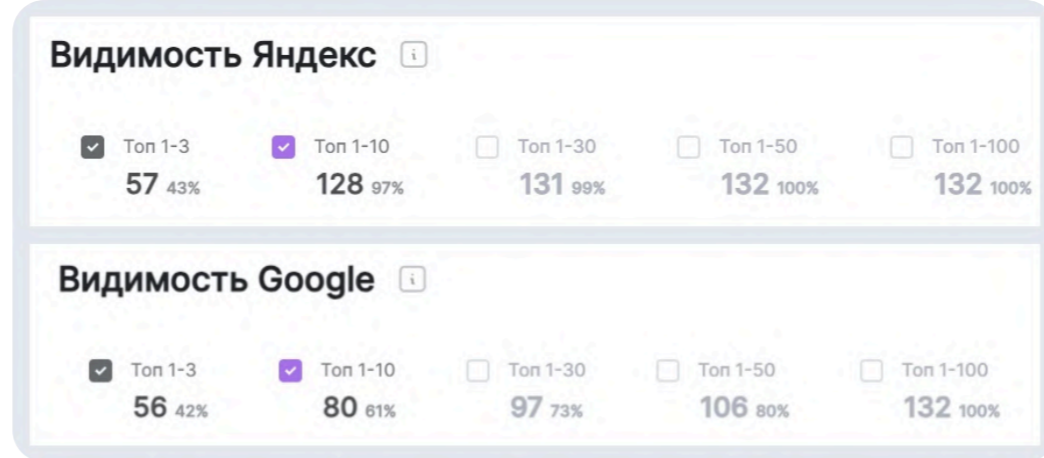 Видимость Яндекс i
Топ 1-3 Топ 1-10 Топ 1-30 Топ 1-50 Топ 1-100
57 43% 128 97% 131 99% 132 100% 132 100%
Видимость Google i
Топ 1-3 Топ 1-10 Топ 1-30 Топ 1-50 Топ 1-100
56 42% 80 61% 97 73% 106 80% 132 100%